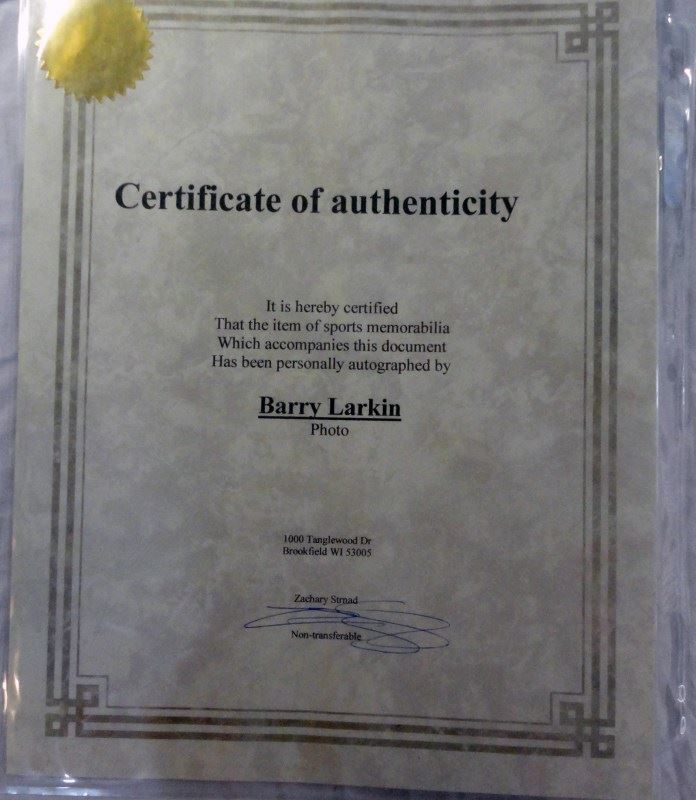 Certificate of authenticity
It is hereby certified
That the item of sports memorabilia
Which accompanies this document
Has been personally autographed by
Barry Larkin
Photo
1000 Tanglewood Dr
Brookfield WI 53005
Zachary Strnad
Non-transferable